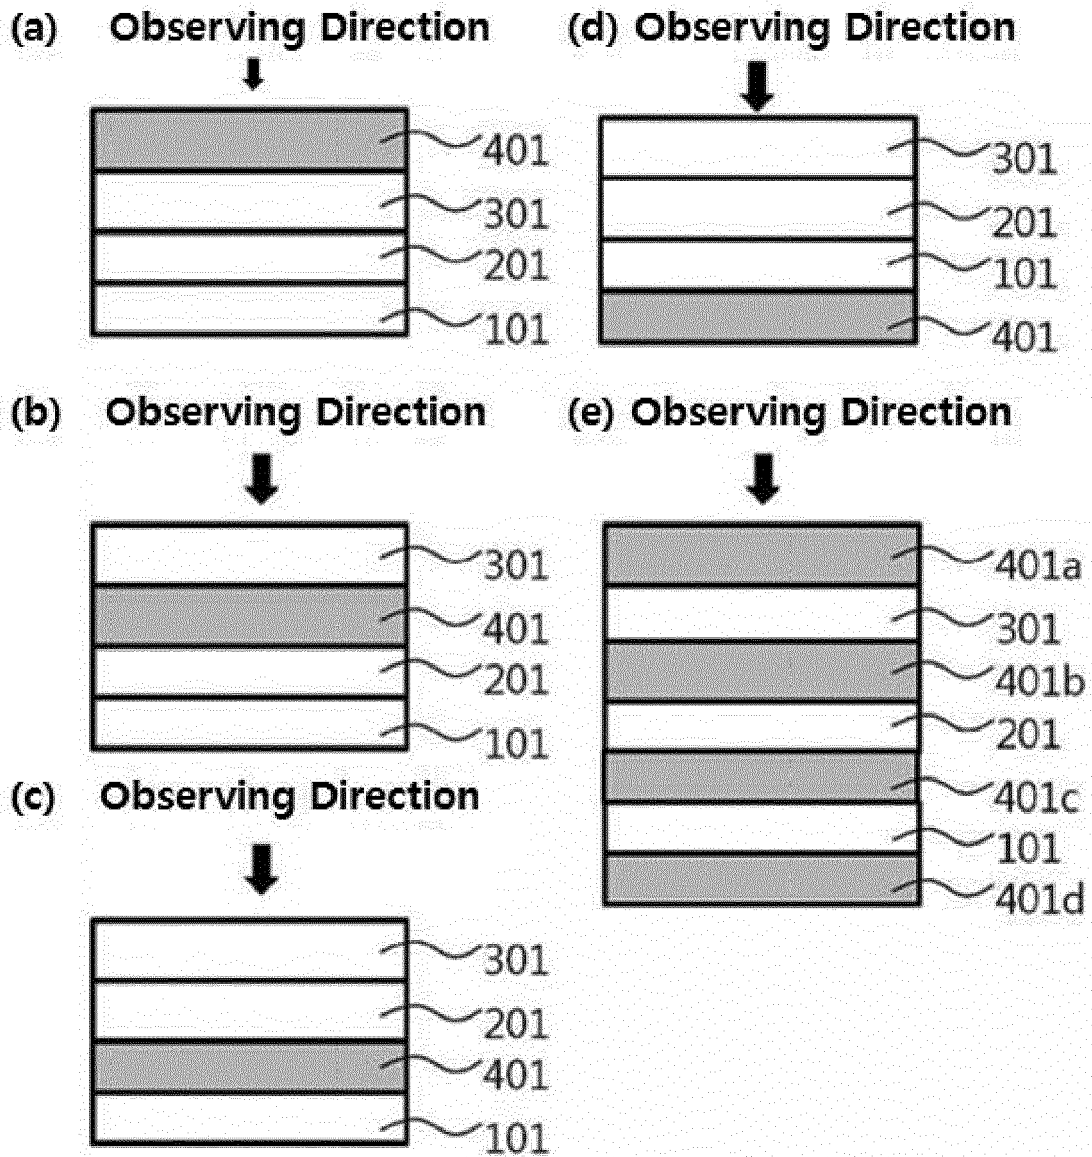 (a) Observing Direction
401
301
201
101
(b) Observing Direction
301
401
201
101
(c) Observing Direction
301
201
401
101
(d) Observing Direction
301
201
101
401
(e) Observing Direction
401a
301
401b
201
401c
101
401d